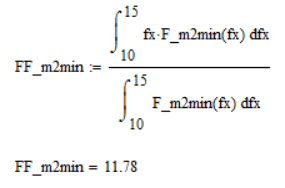 15
fx·F_m2min(fx) dfx
10
FF_m2min :=
15
F_m2min(fx) dfx
10
FF_m2min = 11.78